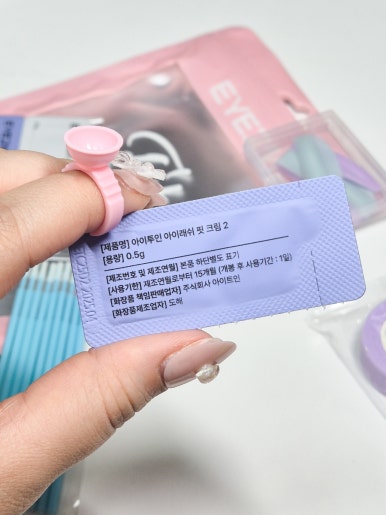 [제품명] 아이투인 아이래쉬 핏 크림 2
[용량] 0.5g
[제조번호 및 제조연월] 본품 하단별도 표기
[사용기한] 제조연월로부터 15개월 (개봉 후 사용기간 : 1일)
[화장품 책임판매업자] 주식회사 아이트인
[화장품제조업자] 도해
EYE